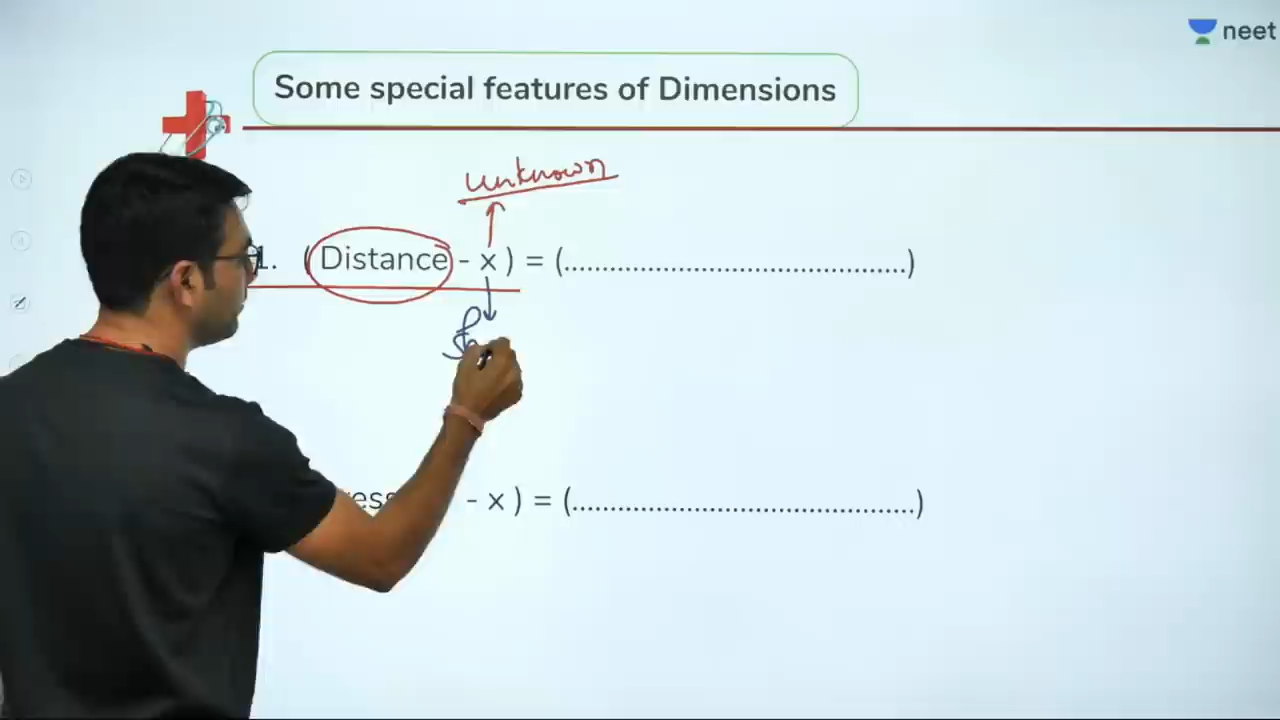 neet
Some special features of Dimensions
unknown
1. ( Distance - x ) = (............................................)
- x ) = (............................................)